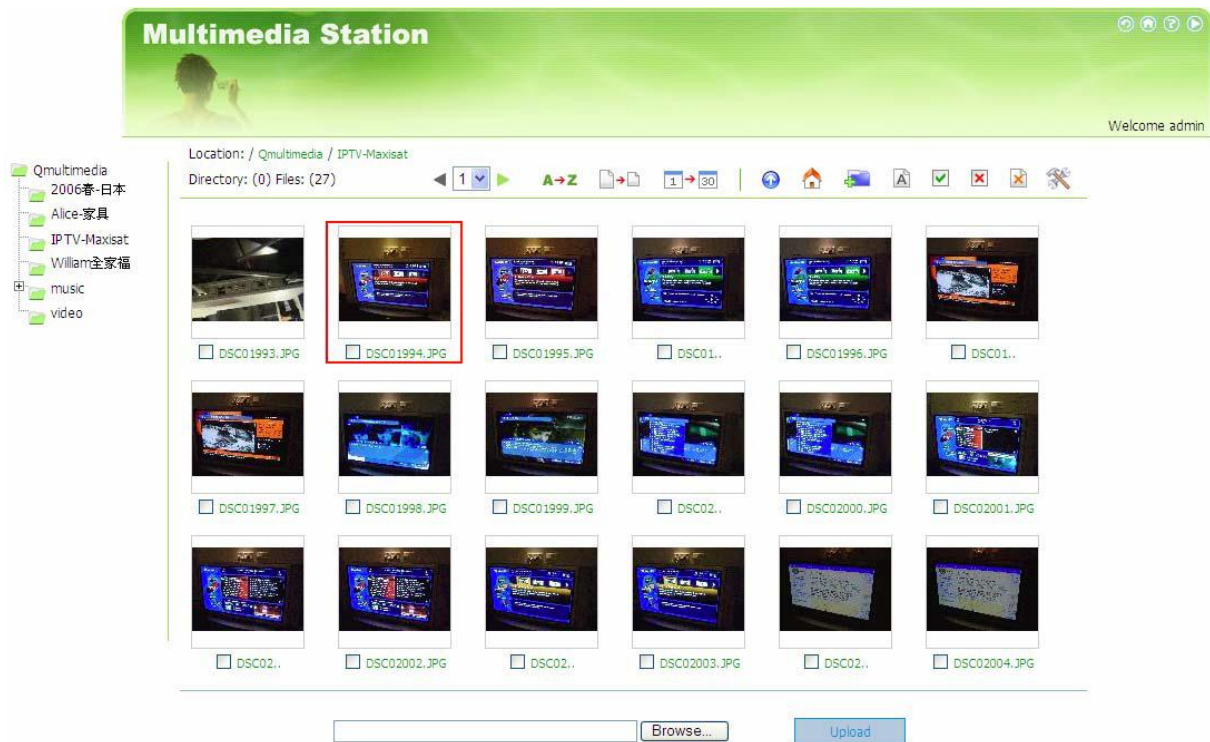 Multimedia Station
Welcome admin
Location: / Qmultimedia / IPTV-Maxisat
Directory: (0) Files: (27)
1
A→Z
1 → 30
A
Qmultimedia
2006春-日本
Alice-家具
IPTV-Maxisat
William全家福
music
video
DSC01993.JPG
DSC01994.JPG
DSC01995.JPG
DSC01..
DSC01996.JPG
DSC01..
DSC01997.JPG
DSC01998.JPG
DSC01999.JPG
DSC02..
DSC02000.JPG
DSC02001.JPG
DSC02..
DSC02002.JPG
DSC02..
DSC02003.JPG
DSC02..
DSC02004.JPG
Browse...
Upload